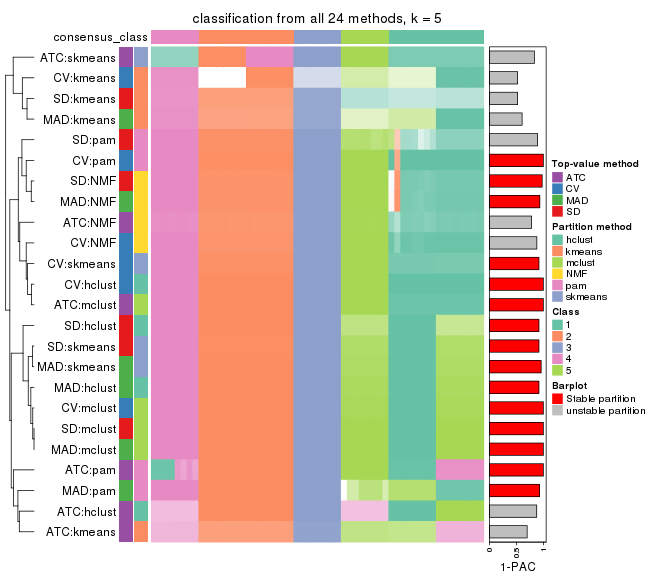 classification from all 24 methods, k = 5
consensus_class
ATC:skmeans
CV:kmeans
SD:kmeans
MAD:kmeans
SD:pam
CV:pam
SD:NMF
MAD:NMF
ATC:NMF
CV:NMF
CV:skmeans
CV:hclust
ATC:mclust
SD:hclust
SD:skmeans
MAD:skmeans
MAD:hclust
CV:mclust
SD:mclust
MAD:mclust
ATC:pam
MAD:pam
ATC:hclust
ATC:kmeans
0
0.5
1
1-PAC
Top-value method
ATC
CV
MAD
SD
Partition method
hclust
kmeans
mclust
NMF
pam
skmeans
Class
1
2
3
4
5
Barplot
Stable partition
unstable partition